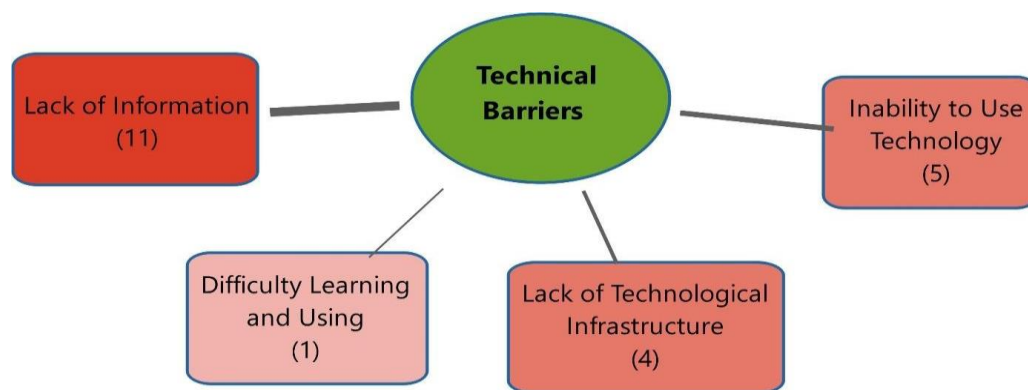 Technical
Barriers
Lack of Information
(11)
Inability to Use
Technology
(5)
Difficulty Learning
and Using
(1)
Lack of Technological
Infrastructure
(4)